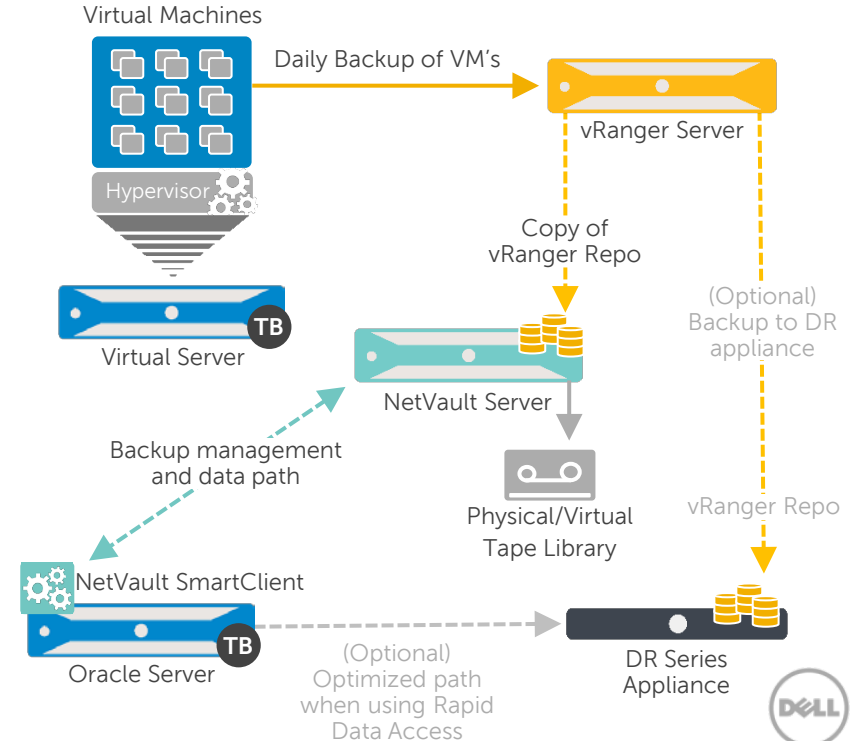 Virtual Machines
Daily Backup of VM's
vRanger Server
Hypervisor
Copy of
vRanger Repo
(Optional)
Backup to DR
appliance
TB
Virtual Server
NetVault Server
Backup management
and data path
Physical/Virtual
Tape Library
vRanger Repo
NetVault SmartClient
TB
Oracle Server
(Optional)
Optimized path
when using Rapid
Data Access
DR Series
Appliance
DELL